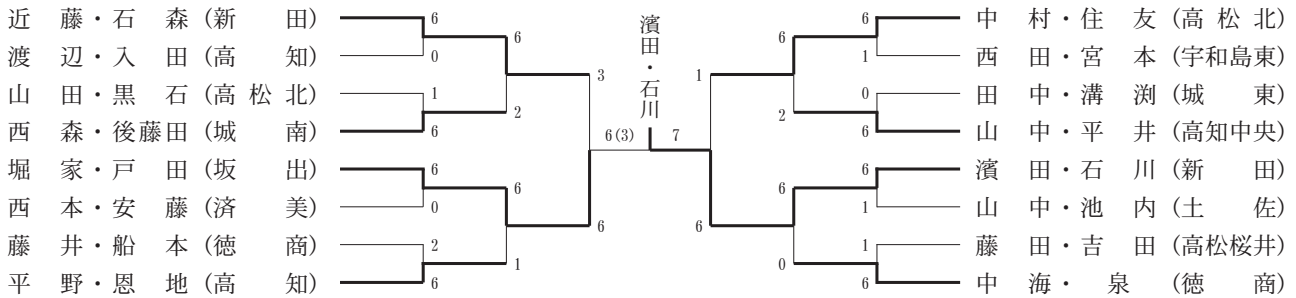 近藤・石森(新田)
渡辺・入田(高知)
山田・黒石(高松北)
西森・後藤田(城南)
堀家・戸田(坂出)
西本・安藤(済美)
藤井・船本(徳商)
平野・恩地(高知)
6
0
1
6
6
0
2
6
6
2
6
1
3
6
濱田・石川
6(3) 7
1
6
6
2
6
0
6
1
0
6
6
1
1
6
中村・住友(高松北)
西田・宮本(宇和島東)
田中・溝渕(城東)
山中・平井(高知中央)
濱田・石川(新田)
山中・池内(土佐)
藤田・吉田(高松桜井)
中海・泉(徳商)